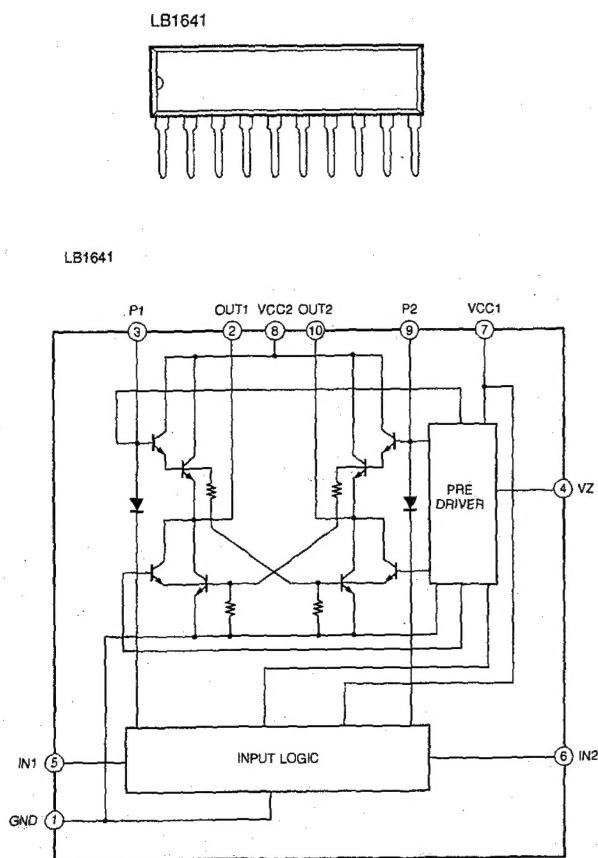 LB1641
LB1641
P1 OUT1 VCC2 OUT2 P2 VCC1
3 2 8 10 9 7
PRE
DRIVER
4 VZ
INPUT LOGIC
IN1 5
6 IN2
GND 1